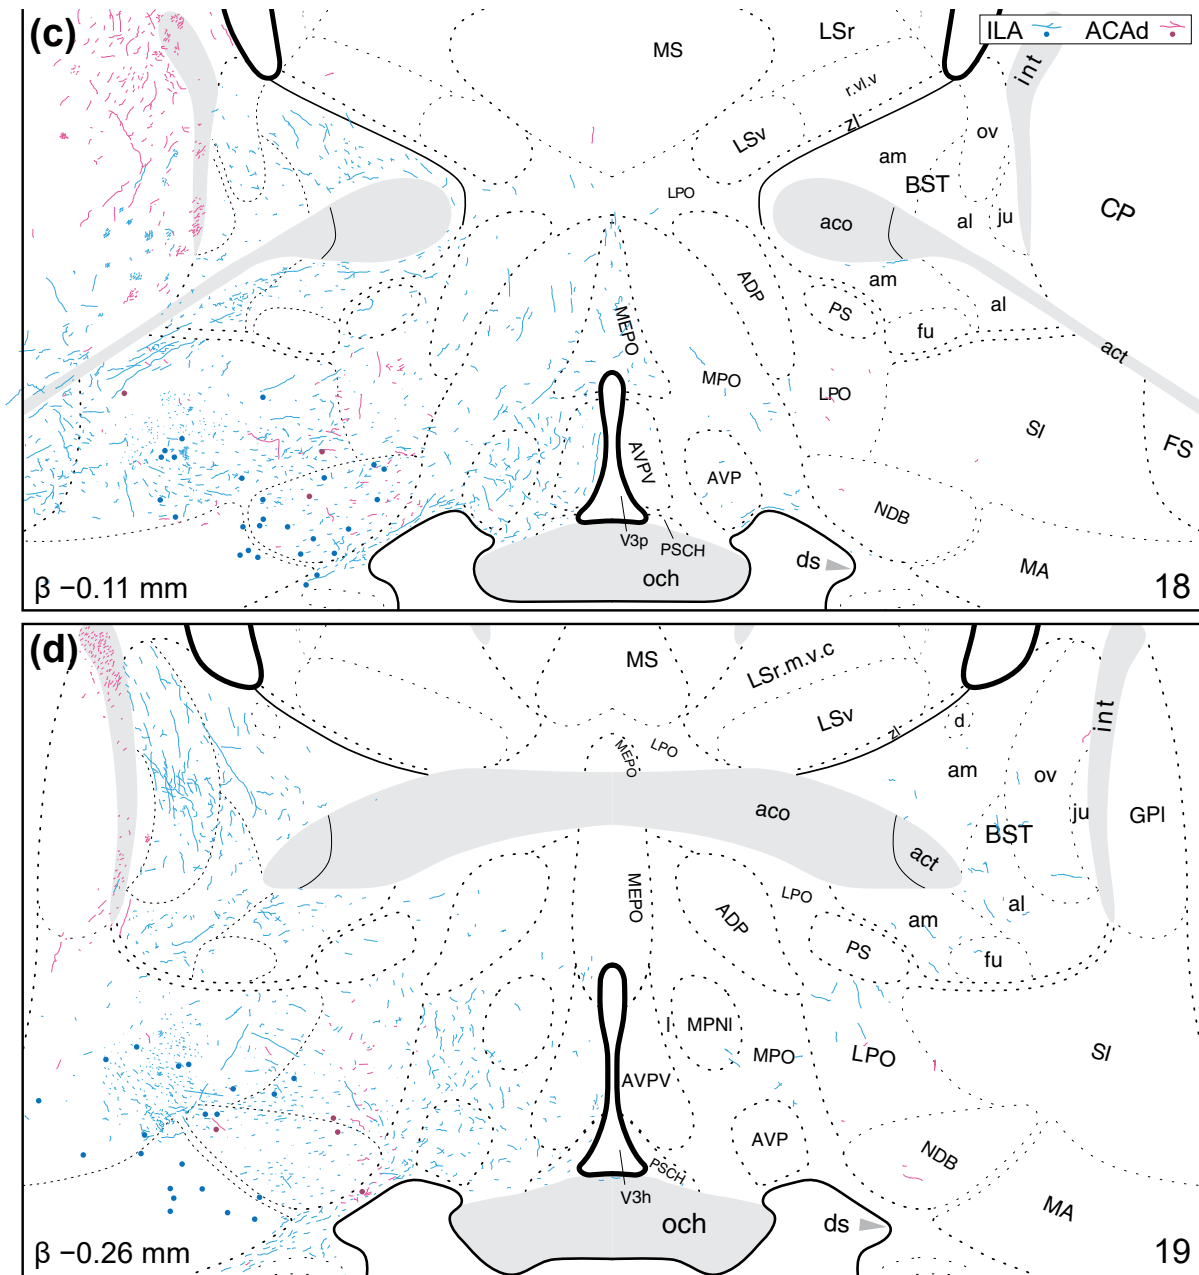 (c)
ILA ACAd
MS
LSr
int
r.vl.v
zl
LSv
ov
am
BST
LPO
CP
aco
al
ju
ADP
am
PS
al
MEPO
fu
act
MPO
LPO
SI
FS
AVPV
AVP
NDB
V3p
PSCH
ds
MA
och
β −0.11 mm
18
(d)
MS
LSr.m.v.c
int
LSv
d
zl
MEPO
LPO
am
ov
aco
ju
GPl
BST
act
MEPO
LPO
al
ADP
am
PS
fu
l
MPNl
MPO
LPO
SI
AVPV
AVP
NDB
PSCH
V3h
och
ds
MA
β −0.26 mm
19